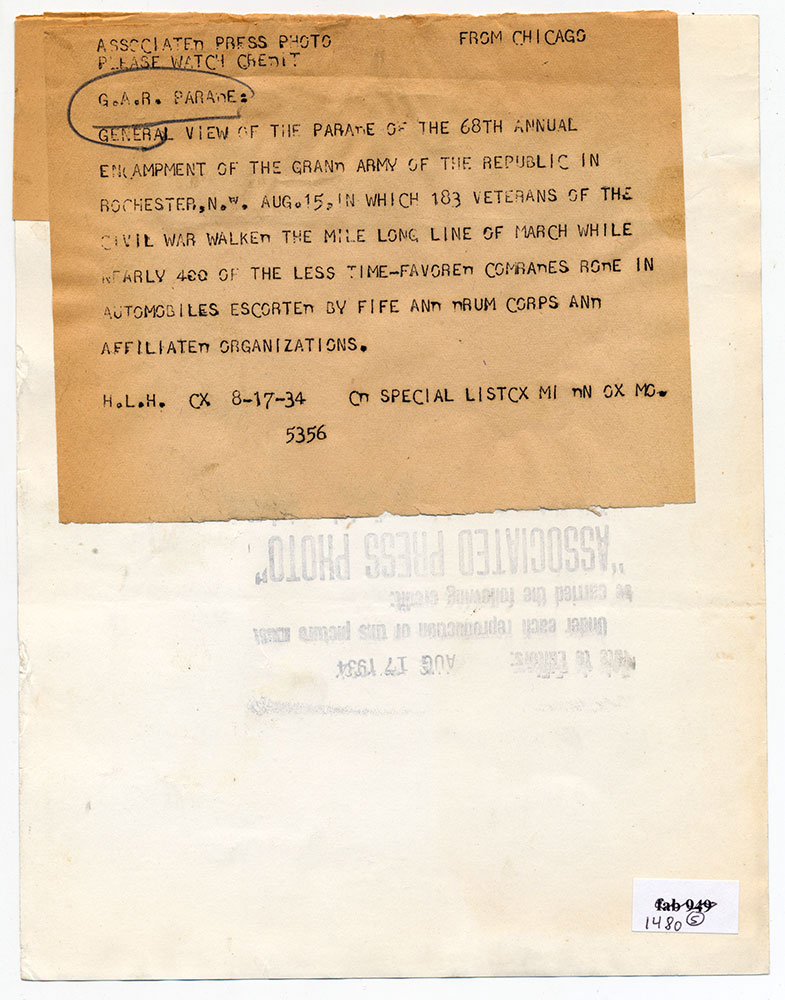 ASSOCIATED PRESS PHOTO FROM CHICAGO
PLEASE WATCH CREDIT
G.A.R. PARADE:
GENERAL VIEW OF THE PARADE OF THE 68TH ANNUAL
ENCAMPMENT OF THE GRAND ARMY OF THE REPUBLIC IN
ROCHESTER,N.W. AUG.15,IN WHICH 183 VETERANS OF THE
CIVIL WAR WALKED THE MILE LONG LINE OF MARCH WHILE
NEARLY 400 OF THE LESS TIME-FAVORED COMRADES RODE IN
AUTOMOBILES ESCORTED BY FIFE AND DRUM CORPS AND
AFFILIATED ORGANIZATIONS.
H.L.H. CX 8-17-34 CD SPECIAL LISTCX MI DN OX MO.
5356
"ASSOCIATED PRESS PHOTO"
be carried the following credit:
Under each reproduction of this picture must
Note to Editors: AUG 17 1934
fab 949
1480 5